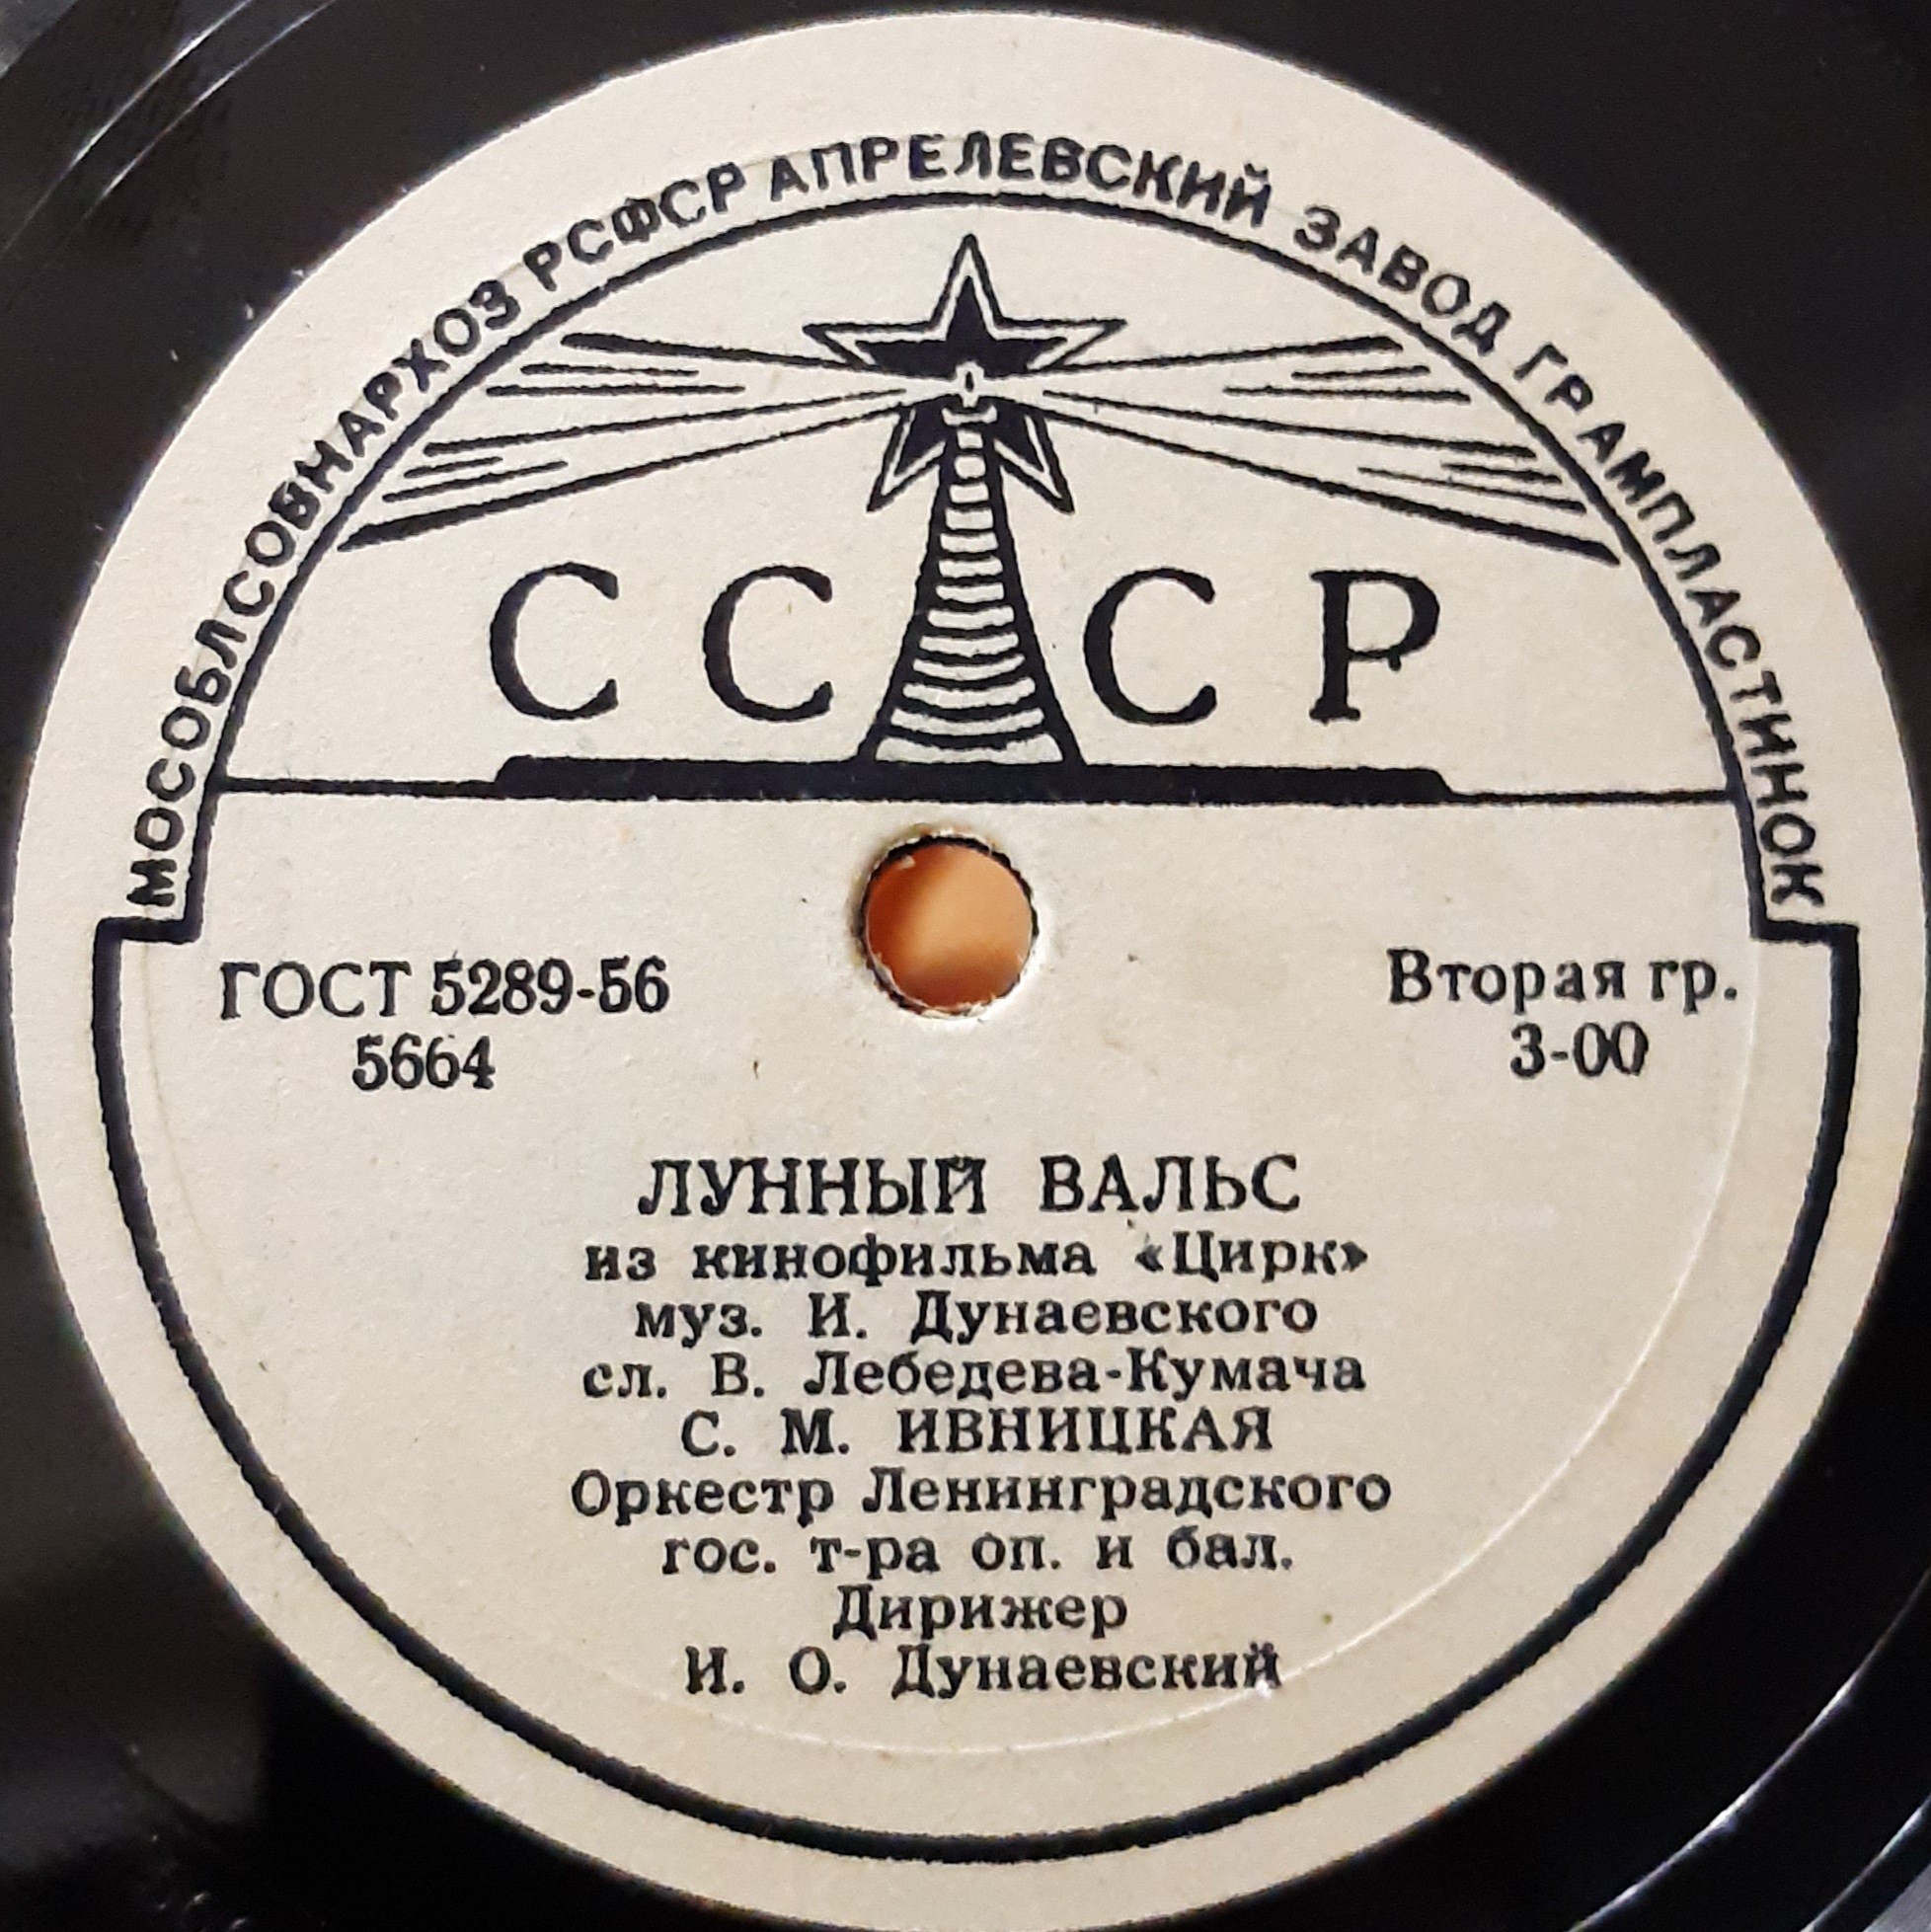 МОСОБЛСОВНАРХОЗ РСФСР АПРЕЛЕВСКИЙ ЗАВОД ГРАМПЛАСТИНОК
СССР
ГОСТ 5289-56
5664
Вторая гр.
3-00
ЛУННЫЙ ВАЛЬС
из кинофильма «Цирк»
муз. И. Дунаевского
сл. В. Лебедева-Кумача
С. М. ИВНИЦКАЯ
Оркестр Ленинградского
гос. т-ра оп. и бал.
Дирижер
И. О. Дунаевский